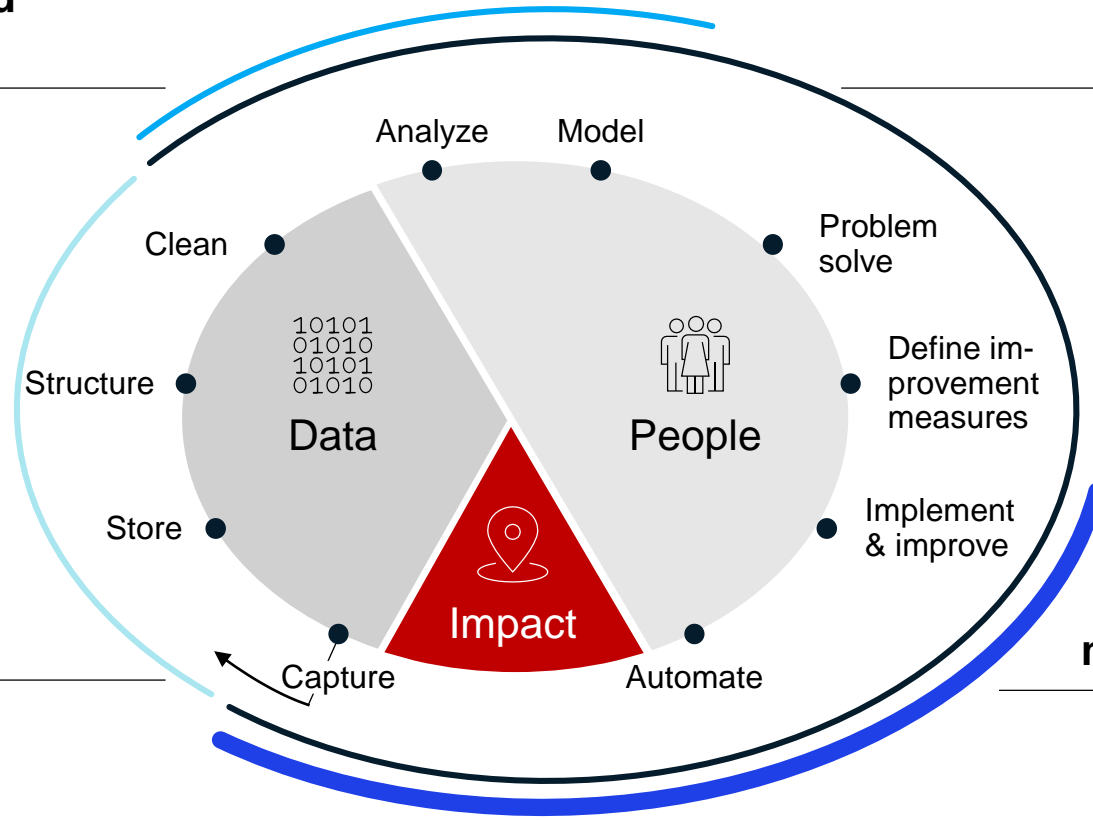 Analyze
Model
Clean
Problem
solve
10101
01010
10101
01010
Structure
Define im-
provement
measures
Data
People
Store
Implement
& improve
Impact
Capture
Automate